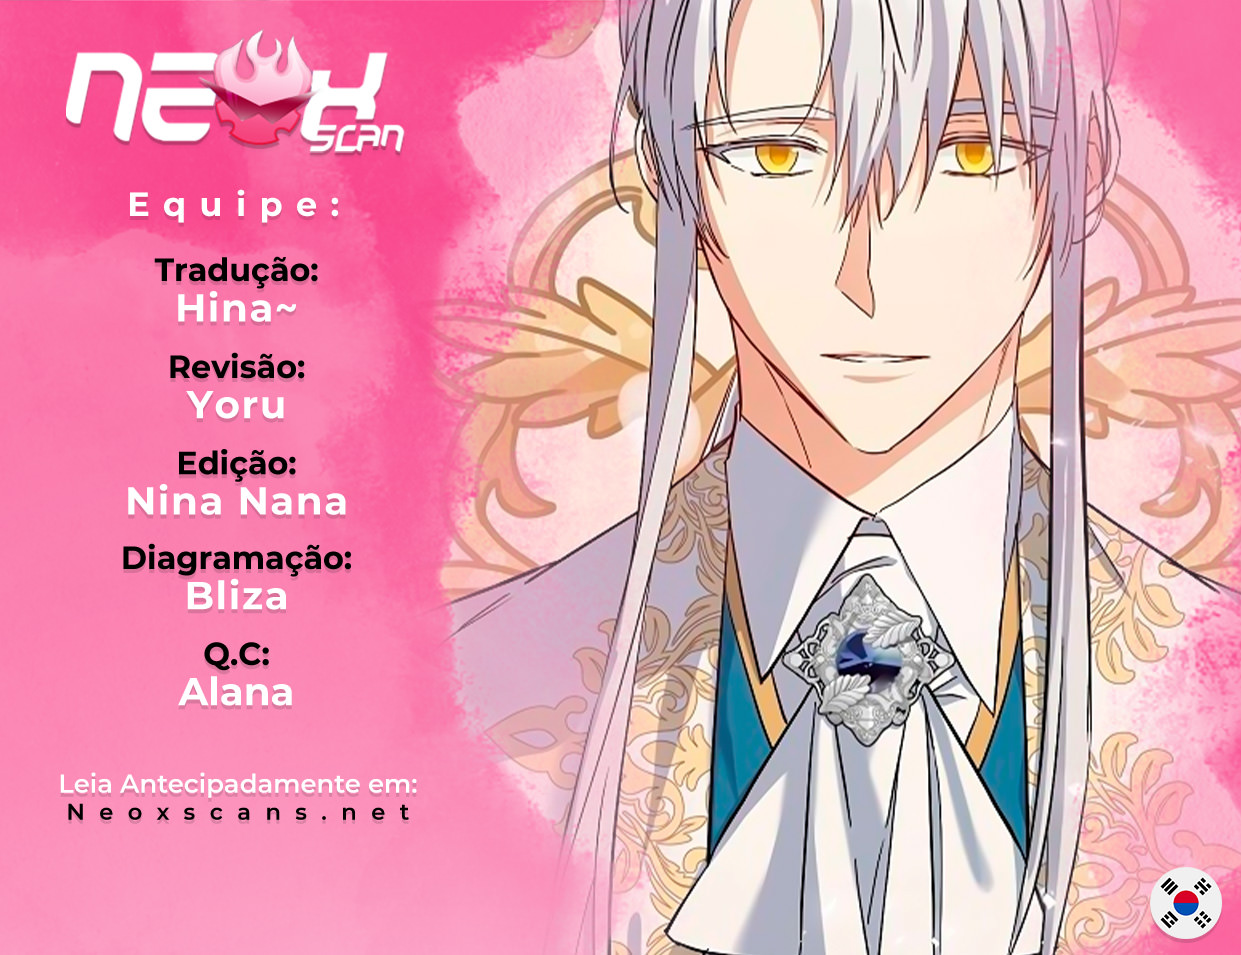 NEOX
SCAN
Equipe:
Tradução:
Hina~
Revisão:
Yoru
Edição:
Nina Nana
Diagramação:
Bliza
Q.C:
Alana
Leia Antecipadamente em:
Neoxscans.net